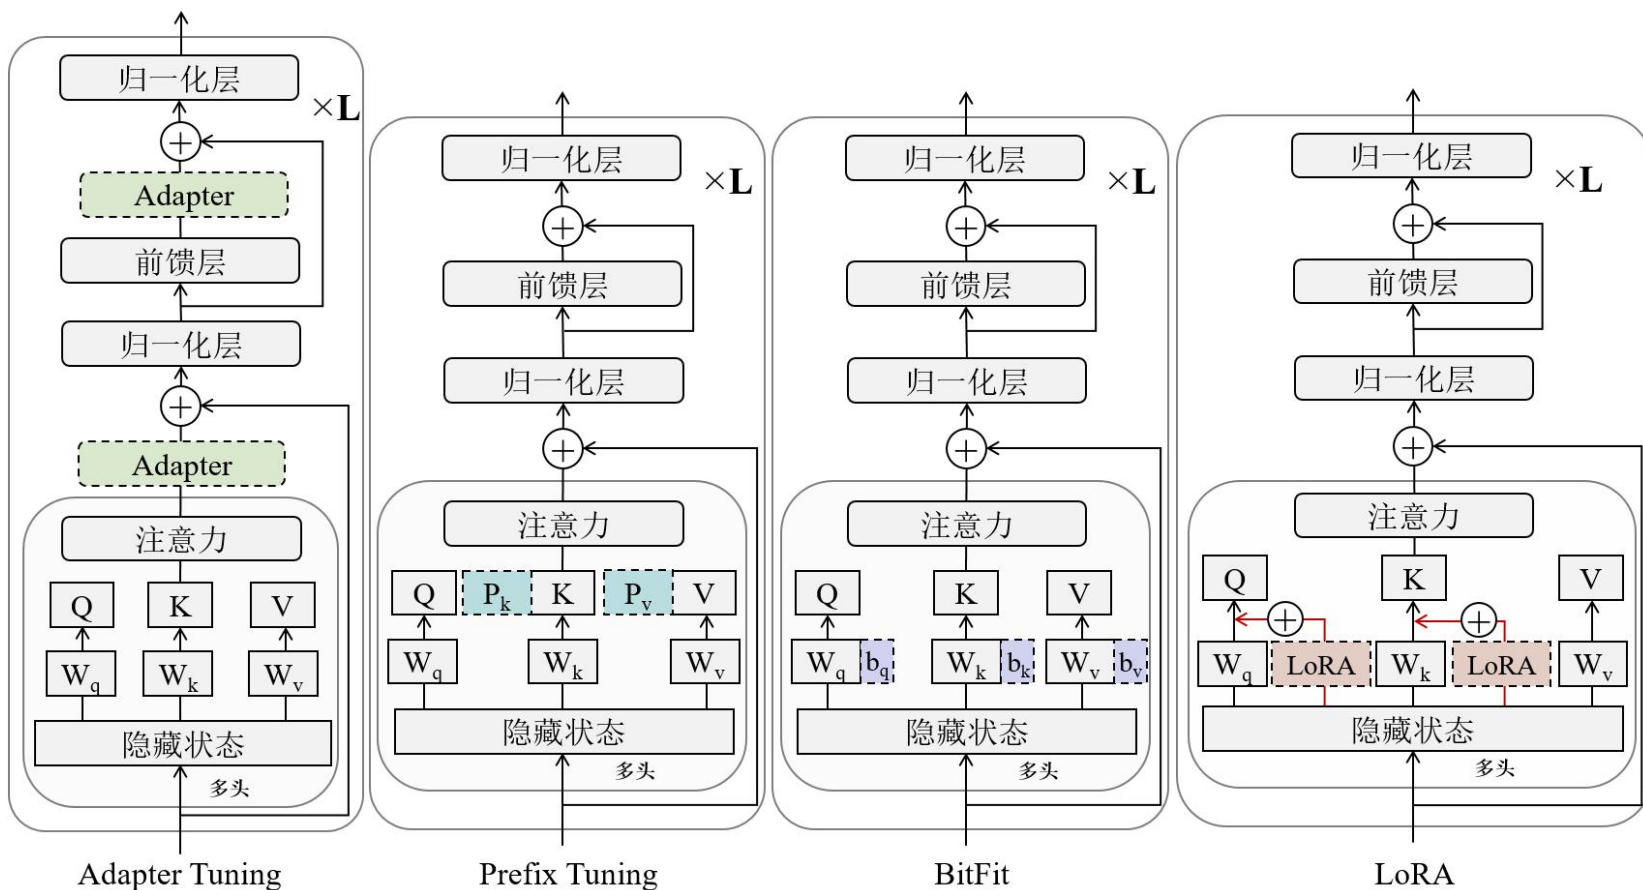 归一化层
×L
Adapter
前馈层
归一化层
Adapter
注意力
Q K V
Wq Wk Wv
隐藏状态
多头
Adapter Tuning
归一化层
×L
前馈层
归一化层
注意力
Q Pk K Pv V
Wq Wk Wv
隐藏状态
多头
Prefix Tuning
归一化层
×L
前馈层
归一化层
注意力
Q K V
Wq bq Wk bk Wv bv
隐藏状态
多头
BitFit
归一化层
×L
前馈层
归一化层
注意力
Q K V
Wq LoRA Wk LoRA Wv
隐藏状态
多头
LoRA